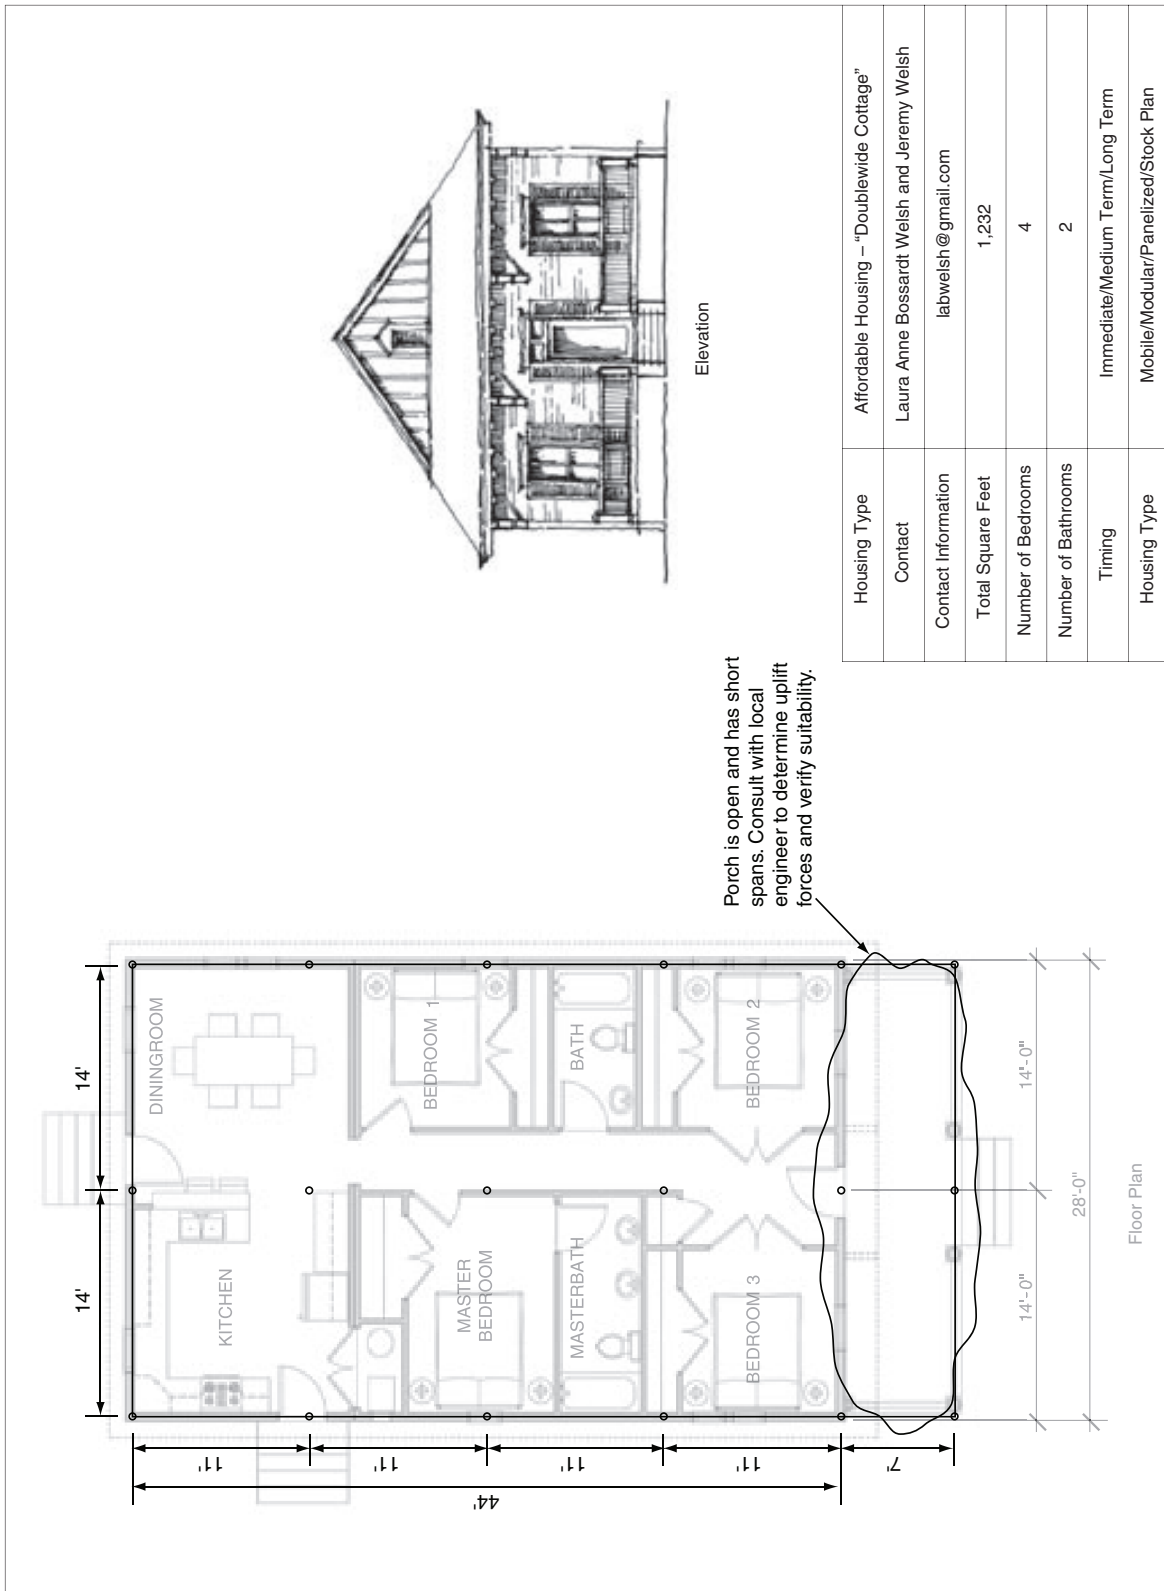 DININGROOM
KITCHEN
BEDROOM 1
BATH
BEDROOM 2
MASTER
BEDROOM
MASTERBATH
BEDROOM 3
14'
14'
11'
11'
11'
11'
7'
44'
14'-0"
14'-0"
28'-0"
Floor Plan
Porch is open and has short
spans. Consult with local
engineer to determine uplift
forces and verify suitability.
Elevation
Housing Type Affordable Housing – "Doublewide Cottage"
Contact Laura Anne Bossardt Welsh and Jeremy Welsh
Contact Information labwelsh@gmail.com
Total Square Feet 1,232
Number of Bedrooms 4
Number of Bathrooms 2
Timing Immediate/Medium Term/Long Term
Housing Type Mobile/Modular/Panelized/Stock Plan